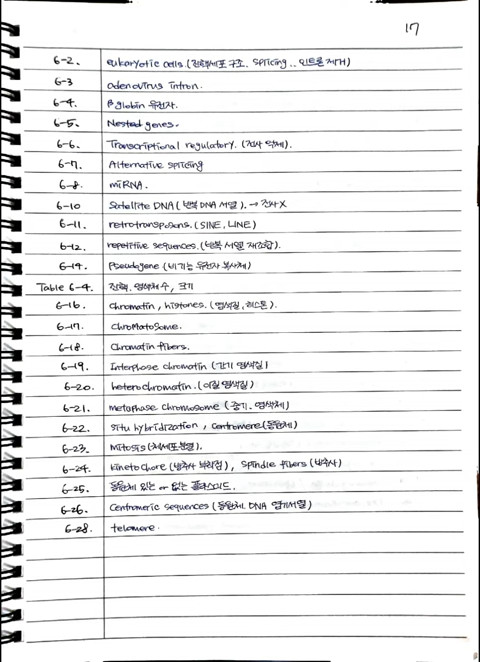 17
6-2. eukaryotic cells. (진핵세포 구조. splicing.. 인트론 제거)
6-3 adenovirus intron.
6-4. β globin 유전자.
6-5. Nested genes.
6-6. Transcriptional regulatory. (전사 억제).
6-7. Alternative splicing
6-8. miRNA.
6-10 Satellite DNA (반복 DNA 서열). → 전사 X
6-11. retrotransposons. (SINE, LINE)
6-12. repetitive sequences. (반복 서열 재조합).
6-14. Pseudogene (비기능 유전자 복사체)
Table 6-4. 진핵. 염색체 수, 크기
6-16. chromatin, histones. (염색질, 히스톤).
6-17. Chromatosome.
6-18. Chromatin fibers.
6-19. Interphase chromatin (간기 염색질)
6-20. heterochromatin. (이질 염색질)
6-21. metaphase chromosome (중기. 염색체)
6-22. situ hybridization, centromere(동원체)
6-23. mitosis (체세포분열).
6-24. kinetochore (방추사 부착점), spindle fibers (방추사)
6-25. 동원체 있는 or 없는 플라스미드.
6-26. Centromeric sequences (동원체. DNA 염기서열)
6-28. telomere.